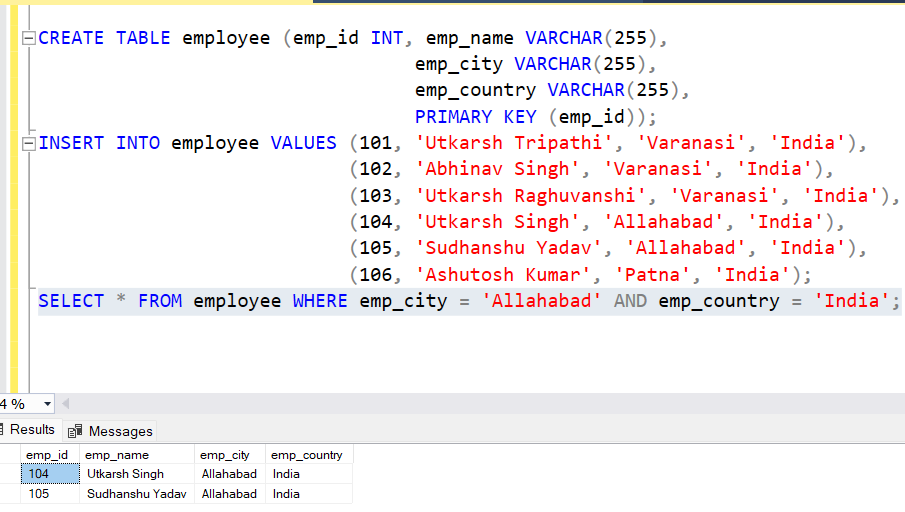 CREATE TABLE employee (emp_id INT, emp_name VARCHAR(255),
emp_city VARCHAR(255),
emp_country VARCHAR(255),
PRIMARY KEY (emp_id));
INSERT INTO employee VALUES (101, 'Utkarsh Tripathi', 'Varanasi', 'India'),
(102, 'Abhinav Singh', 'Varanasi', 'India'),
(103, 'Utkarsh Raghuvanshi', 'Varanasi', 'India'),
(104, 'Utkarsh Singh', 'Allahabad', 'India'),
(105, 'Sudhanshu Yadav', 'Allahabad', 'India'),
(106, 'Ashutosh Kumar', 'Patna', 'India');
SELECT * FROM employee WHERE emp_city = 'Allahabad' AND emp_country = 'India';
4 %
Results Messages
emp_id emp_name emp_city emp_country
104 Utkarsh Singh Allahabad India
105 Sudhanshu Yadav Allahabad India